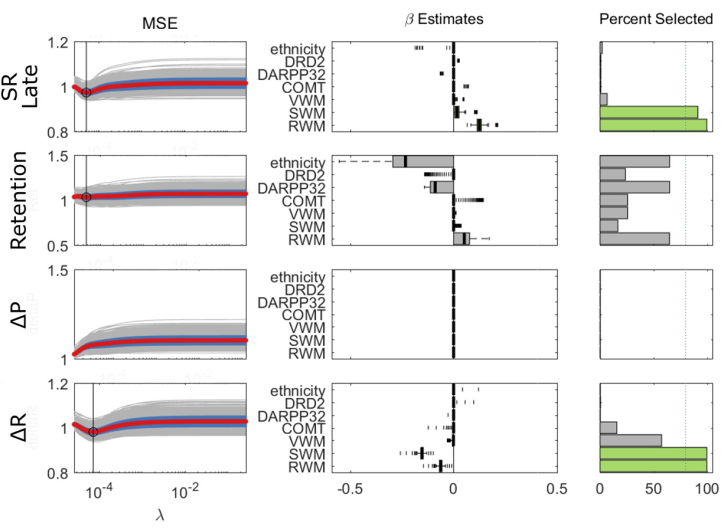 MSE
β Estimates
Percent Selected
SR
Late
1.2
1
0.8
ethnicity
DRD2
DARPP32
COMT
VWM
SWM
RWM
Retention
1.5
1
0.5
ethnicity
DRD2
DARPP32
COMT
VWM
SWM
RWM
ΔP
1.5
1
ethnicity
DRD2
DARPP32
COMT
VWM
SWM
RWM
ΔR
1.2
1
0.8
ethnicity
DRD2
DARPP32
COMT
VWM
SWM
RWM
10⁻⁴ 10⁻²
-0.5 0 0.5
0 50 100
λ